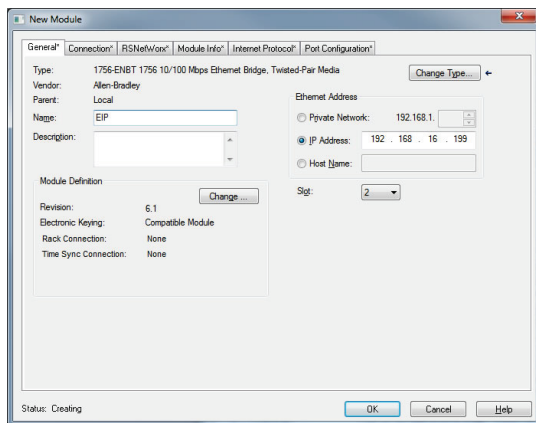 New Module
General* Connection* RSNetWorx* Module Info* Internet Protocol* Port Configuration*
Type: 1756-ENBT 1756 10/100 Mbps Ethernet Bridge, Twisted-Pair Media
Change Type...
Vendor: Allen-Bradley
Parent: Local
Name: EIP
Description:
Ethernet Address
Private Network: 192.168.1.
IP Address: 192 . 168 . 16 . 199
Host Name:
Slot: 2
Module Definition
Change ...
Revision: 6.1
Electronic Keying: Compatible Module
Rack Connection: None
Time Sync Connection: None
Status: Creating
OK Cancel Help